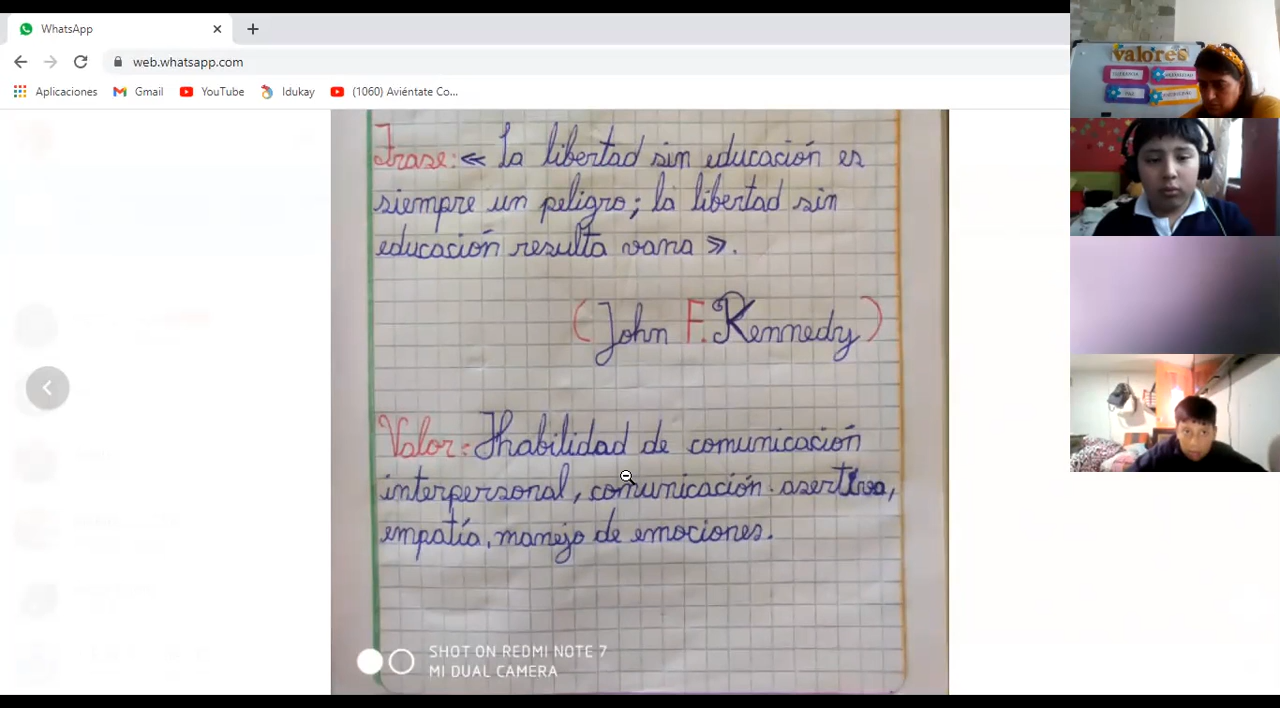 WhatsApp
web.whatsapp.com
Aplicaciones
Gmail
YouTube
Idukay
(1060) Aviéntate Co...
Frase: « La libertad sin educación es
siempre un peligro; la libertad sin
educación resulta vana ».
(John F. Kennedy)
Valor: Habilidad de comunicación
interpersonal, comunicación asertiva,
empatía, manejo de emociones.
SHOT ON REDMI NOTE 7
MI DUAL CAMERA
valores